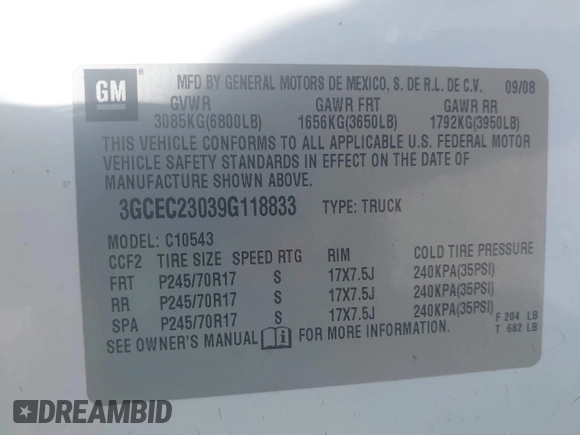 GM ® MFD BY GENERAL MOTORS DE MEXICO, S. DE R.L. DE C.V. 09/08
GVWR GAWR FRT GAWR RR
3085KG(6800LB) 1656KG(3650LB) 1792KG(3950LB)
THIS VEHICLE CONFORMS TO ALL APPLICABLE U.S. FEDERAL MOTOR
VEHICLE SAFETY STANDARDS IN EFFECT ON THE DATE OF
MANUFACTURE SHOWN ABOVE.
3GCEC23039G118833 TYPE: TRUCK
MODEL: C10543
CCF2 TIRE SIZE SPEED RTG RIM COLD TIRE PRESSURE
FRT P245/70R17 S 17X7.5J 240KPA(35PSI)
RR P245/70R17 S 17X7.5J 240KPA(35PSI)
SPA P245/70R17 S 17X7.5J 240KPA(35PSI)
F 204 LB
T 682 LB
SEE OWNER'S MANUAL i FOR MORE INFORMATION.
DREAMBID